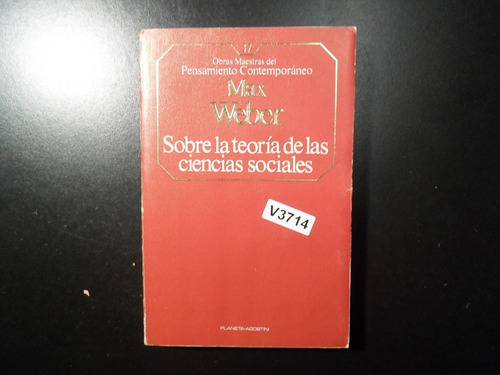 17
Obras Maestras del
Pensamiento Contemporáneo
Max
Weber
Sobre la teoría de las
ciencias sociales
V3714
PLANETA-AGOSTINI